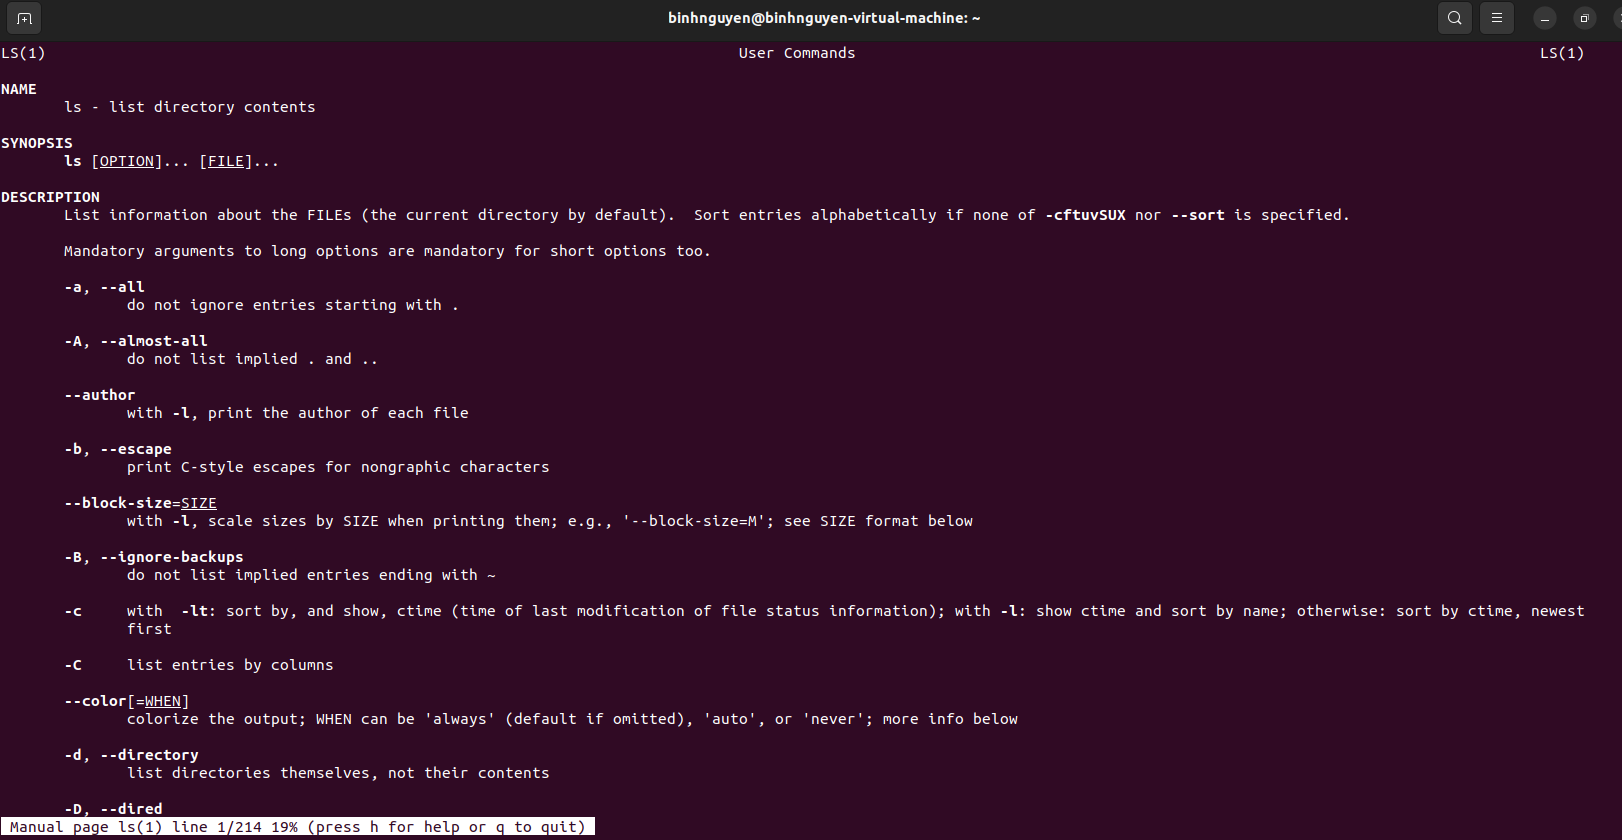 binhnguyen@binhnguyen-virtual-machine: ~
LS(1) User Commands LS(1)
NAME
ls - list directory contents
SYNOPSIS
ls [OPTION]... [FILE]...
DESCRIPTION
List information about the FILEs (the current directory by default). Sort entries alphabetically if none of -cftuvSUX nor --sort is specified.
Mandatory arguments to long options are mandatory for short options too.
-a, --all
do not ignore entries starting with .
-A, --almost-all
do not list implied . and ..
--author
with -l, print the author of each file
-b, --escape
print C-style escapes for nongraphic characters
--block-size=SIZE
with -l, scale sizes by SIZE when printing them; e.g., '--block-size=M'; see SIZE format below
-B, --ignore-backups
do not list implied entries ending with ~
-c with -lt: sort by, and show, ctime (time of last modification of file status information); with -l: show ctime and sort by name; otherwise: sort by ctime, newest
first
-C list entries by columns
--color[=WHEN]
colorize the output; WHEN can be 'always' (default if omitted), 'auto', or 'never'; more info below
-d, --directory
list directories themselves, not their contents
-D, --dired
Manual page ls(1) line 1/214 19% (press h for help or q to quit)